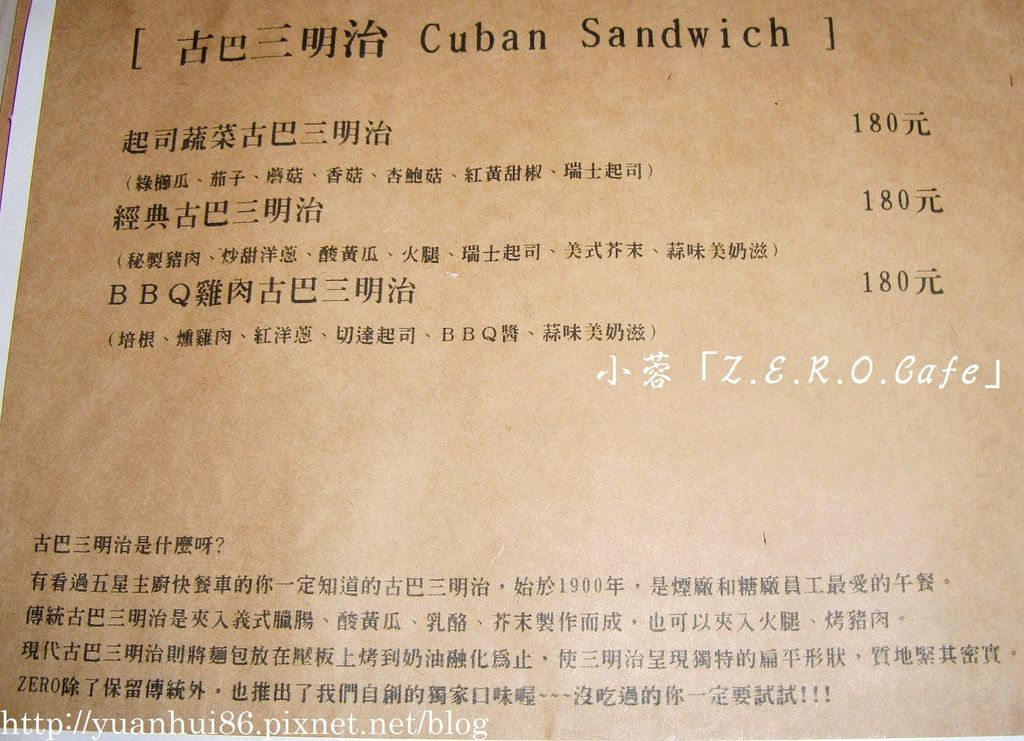 [ 古巴三明治 Cuban Sandwich ]
起司蔬菜古巴三明治 180元
(綠櫛瓜、茄子、蘑菇、香菇、杏鮑菇、紅黃甜椒、瑞士起司)
經典古巴三明治 180元
(秘製豬肉、炒甜洋蔥、酸黃瓜、火腿、瑞士起司、美式芥末、蒜味美奶滋)
BBQ雞肉古巴三明治 180元
(培根、燻雞肉、紅洋蔥、切達起司、BBQ醬、蒜味美奶滋)
小蓉「Z.E.R.O.Cafe」
古巴三明治是什麼呀?
有看過五星主廚快餐車的你一定知道的古巴三明治，始於1900年，是煙廠和糖廠員工最愛的午餐。
傳統古巴三明治是夾入義式臘腸、酸黃瓜、乳酪、芥末製作而成，也可以夾入火腿、烤豬肉。
現代古巴三明治則將麵包放在壓板上烤到奶油融化為止，使三明治呈現獨特的扁平形狀，質地緊其密實。
ZERO除了保留傳統外，也推出了我們自創的獨家口味喔~~~沒吃過的你一定要試試!!!
http://yuanhui86.pixnet.net/blog